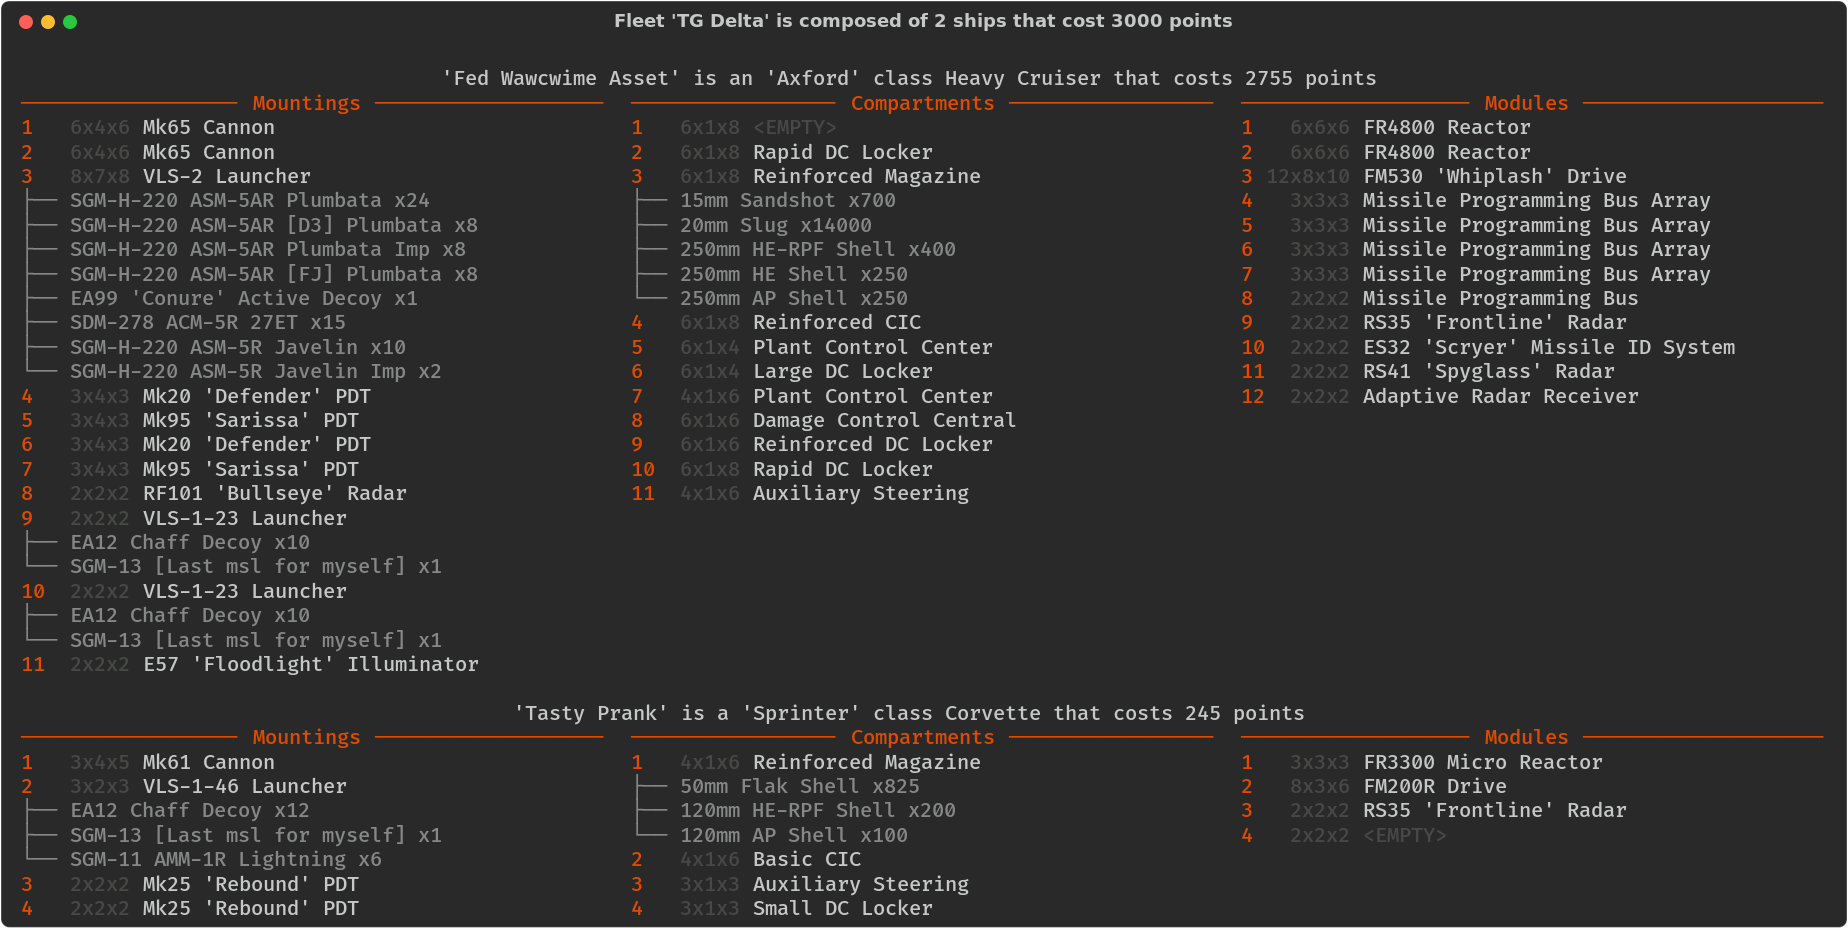 Fleet 'TG Delta' is composed of 2 ships that cost 3000 points
'Fed Wawcwime Asset' is an 'Axford' class Heavy Cruiser that costs 2755 points
Mountings
1 6x4x6 Mk65 Cannon
2 6x4x6 Mk65 Cannon
3 8x7x8 VLS-2 Launcher
SGM-H-220 ASM-5AR Plumbata x24
SGM-H-220 ASM-5AR [D3] Plumbata x8
SGM-H-220 ASM-5AR Plumbata Imp x8
SGM-H-220 ASM-5AR [FJ] Plumbata x8
EA99 'Conure' Active Decoy x1
SDM-278 ACM-5R 27ET x15
SGM-H-220 ASM-5R Javelin x10
SGM-H-220 ASM-5R Javelin Imp x2
4 3x4x3 Mk20 'Defender' PDT
5 3x4x3 Mk95 'Sarissa' PDT
6 3x4x3 Mk20 'Defender' PDT
7 3x4x3 Mk95 'Sarissa' PDT
8 2x2x2 RF101 'Bullseye' Radar
9 2x2x2 VLS-1-23 Launcher
EA12 Chaff Decoy x10
SGM-13 [Last msl for myself] x1
10 2x2x2 VLS-1-23 Launcher
EA12 Chaff Decoy x10
SGM-13 [Last msl for myself] x1
11 2x2x2 E57 'Floodlight' Illuminator
Compartments
1 6x1x8 <EMPTY>
2 6x1x8 Rapid DC Locker
3 6x1x8 Reinforced Magazine
15mm Sandshot x700
20mm Slug x14000
250mm HE-RPF Shell x400
250mm HE Shell x250
250mm AP Shell x250
4 6x1x8 Reinforced CIC
5 6x1x4 Plant Control Center
6 6x1x4 Large DC Locker
7 4x1x6 Plant Control Center
8 6x1x6 Damage Control Central
9 6x1x6 Reinforced DC Locker
10 6x1x8 Rapid DC Locker
11 4x1x6 Auxiliary Steering
Modules
1 6x6x6 FR4800 Reactor
2 6x6x6 FR4800 Reactor
3 12x8x10 FM530 'Whiplash' Drive
4 3x3x3 Missile Programming Bus Array
5 3x3x3 Missile Programming Bus Array
6 3x3x3 Missile Programming Bus Array
7 3x3x3 Missile Programming Bus Array
8 2x2x2 Missile Programming Bus
9 2x2x2 RS35 'Frontline' Radar
10 2x2x2 ES32 'Scryer' Missile ID System
11 2x2x2 RS41 'Spyglass' Radar
12 2x2x2 Adaptive Radar Receiver
'Tasty Prank' is a 'Sprinter' class Corvette that costs 245 points
Mountings
1 3x4x5 Mk61 Cannon
2 3x2x3 VLS-1-46 Launcher
EA12 Chaff Decoy x12
SGM-13 [Last msl for myself] x1
SGM-11 AMM-1R Lightning x6
3 2x2x2 Mk25 'Rebound' PDT
4 2x2x2 Mk25 'Rebound' PDT
Compartments
1 4x1x6 Reinforced Magazine
50mm Flak Shell x825
120mm HE-RPF Shell x200
120mm AP Shell x100
2 4x1x6 Basic CIC
3 3x1x3 Auxiliary Steering
4 3x1x3 Small DC Locker
Modules
1 3x3x3 FR3300 Micro Reactor
2 8x3x6 FM200R Drive
3 2x2x2 RS35 'Frontline' Radar
4 2x2x2 <EMPTY>